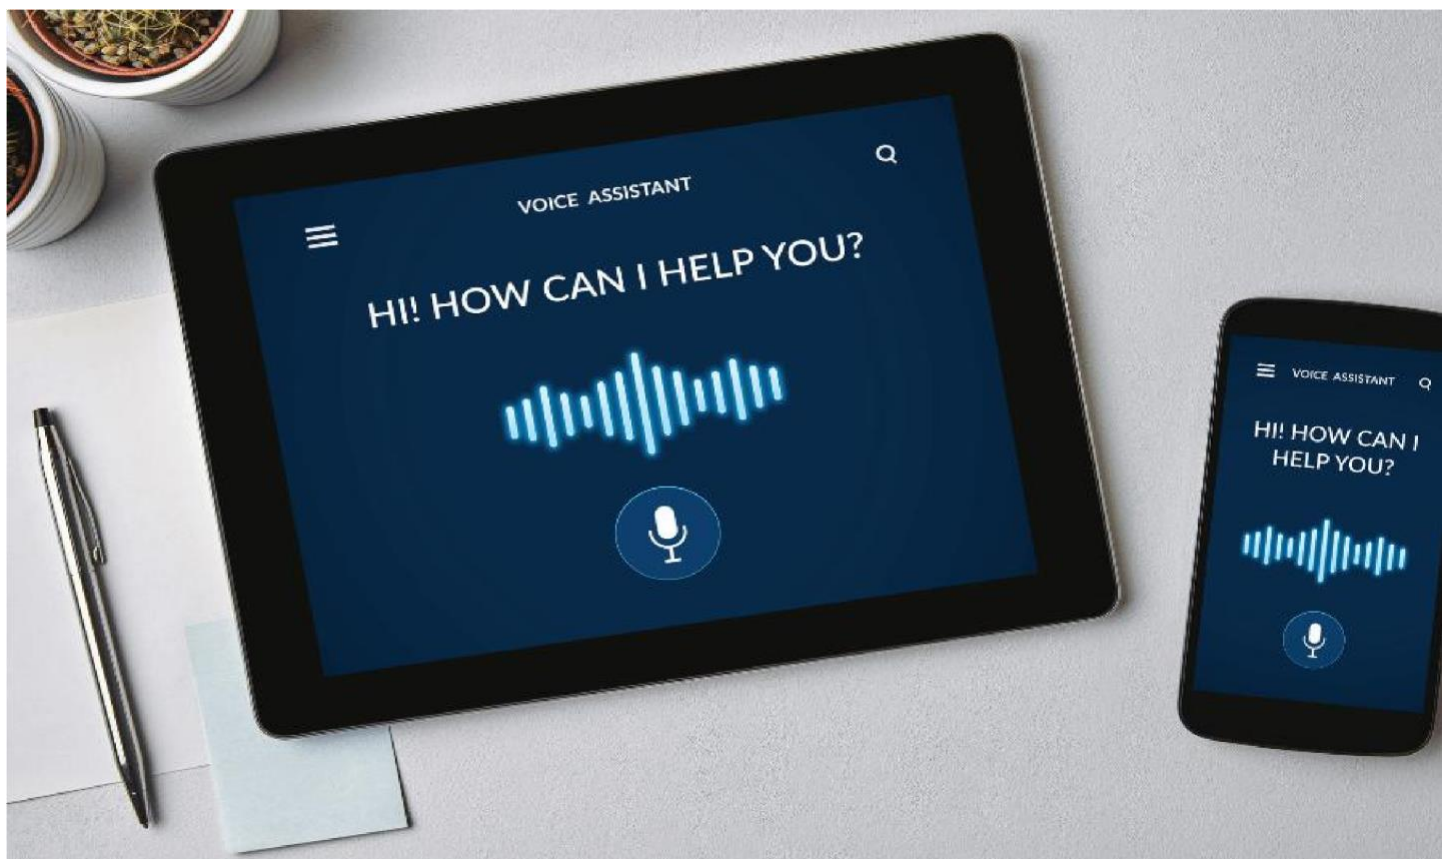 VOICE ASSISTANT
HI! HOW CAN I HELP YOU?
VOICE ASSISTANT
HI! HOW CAN I
HELP YOU?